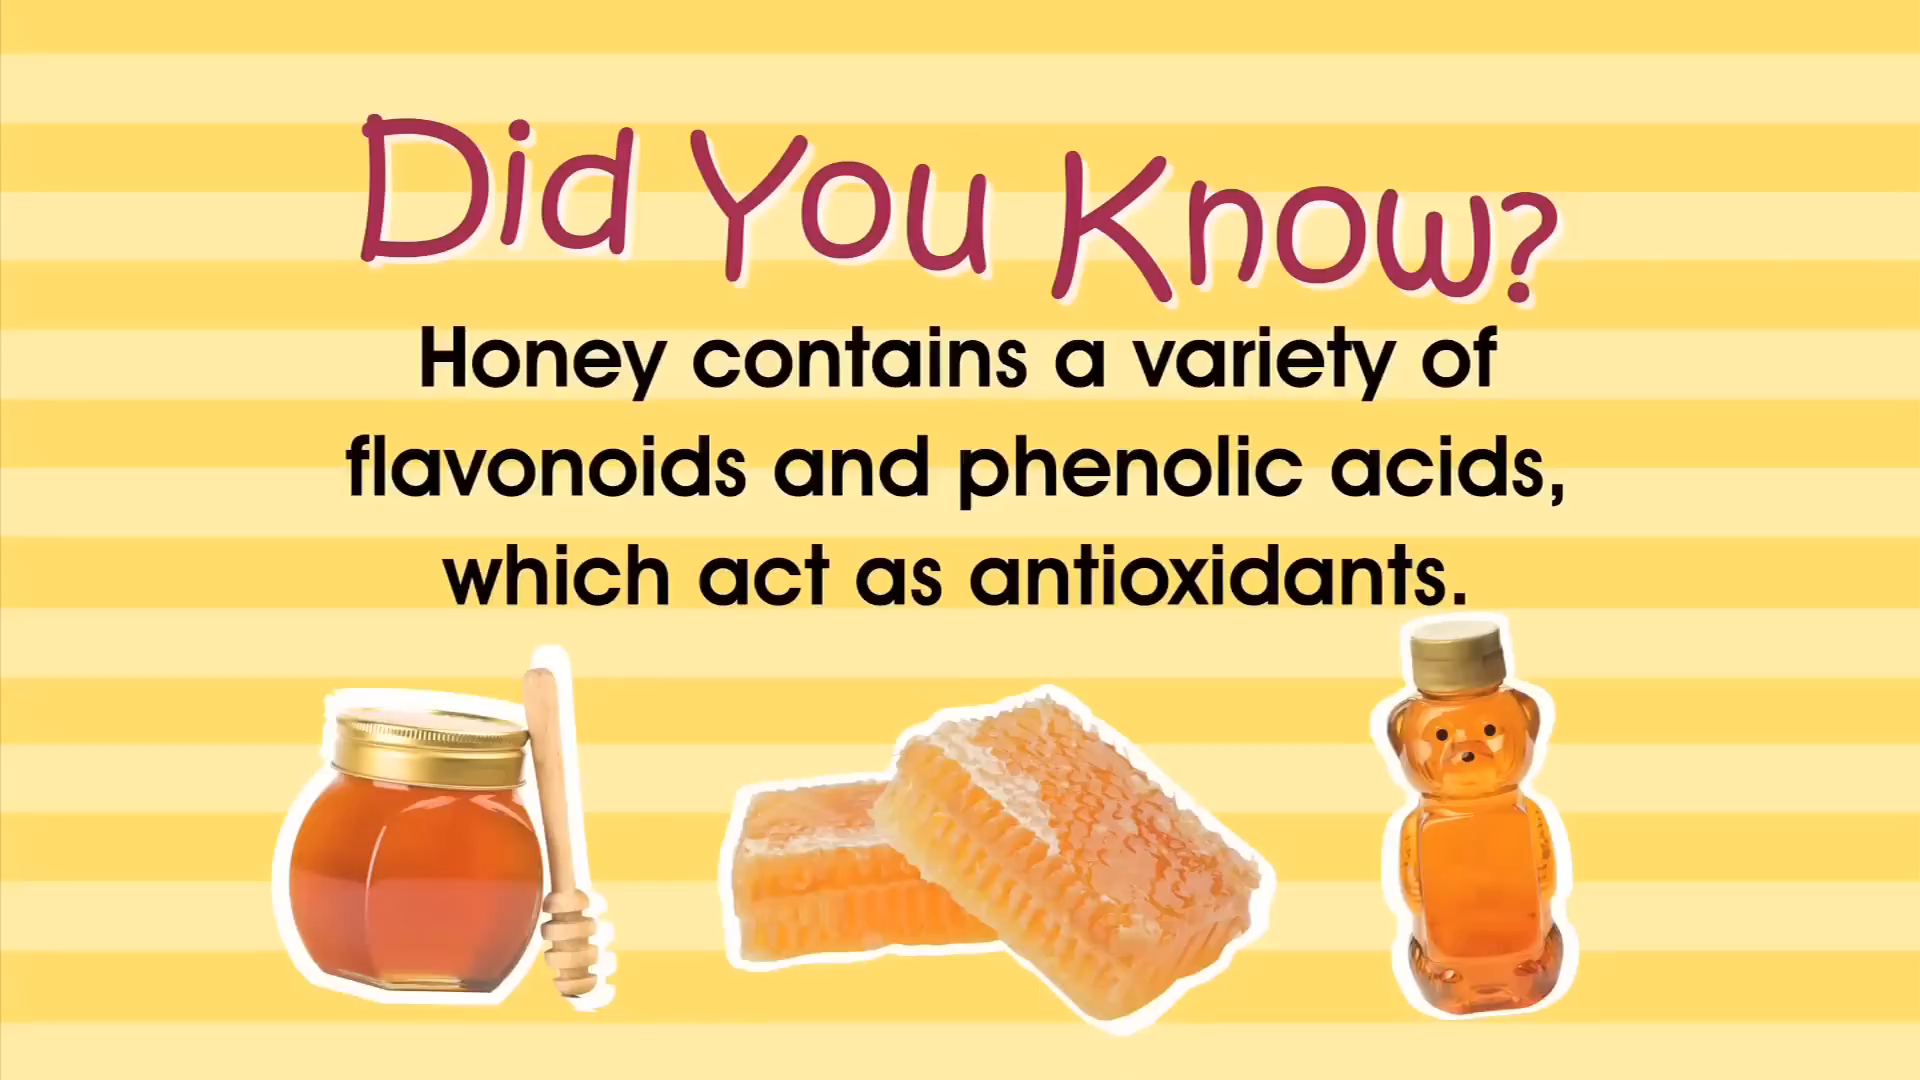 Did You Know?
Honey contains a variety of
flavonoids and phenolic acids,
which act as antioxidants.